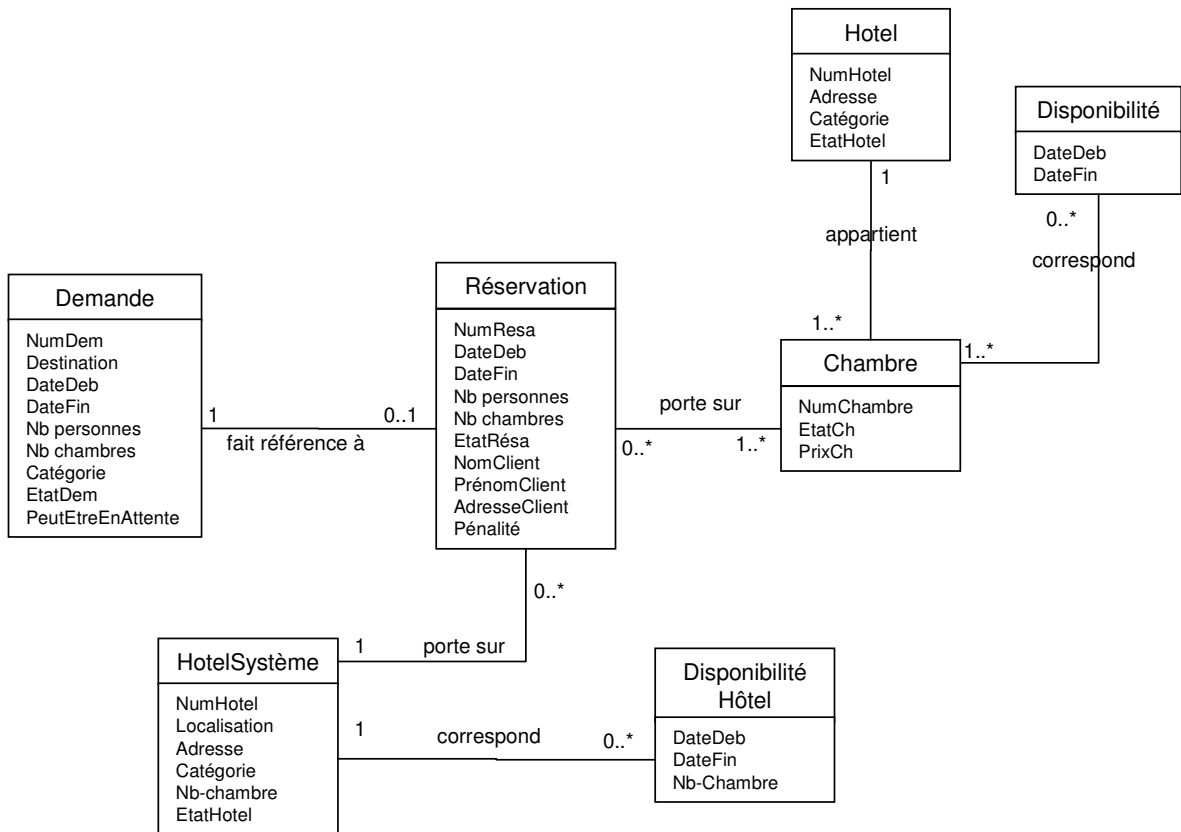 Hotel
NumHotel
Adresse
Catégorie
EtatHotel
1
appartient
1..*
Disponibilité
DateDeb
DateFin
0..*
correspond
1..*
Demande
NumDem
Destination
DateDeb
DateFin
Nb personnes
Nb chambres
Catégorie
EtatDem
PeutEtreEnAttente
1
fait référence à
0..1
Réservation
NumResa
DateDeb
DateFin
Nb personnes
Nb chambres
EtatRésa
NomClient
PrénomClient
AdresseClient
Pénalité
porte sur
0..*
1..*
Chambre
NumChambre
EtatCh
PrixCh
0..*
1
porte sur
HotelSystème
NumHotel
Localisation
Adresse
Catégorie
Nb-chambre
EtatHotel
1
correspond
0..*
Disponibilité
Hôtel
DateDeb
DateFin
Nb-Chambre